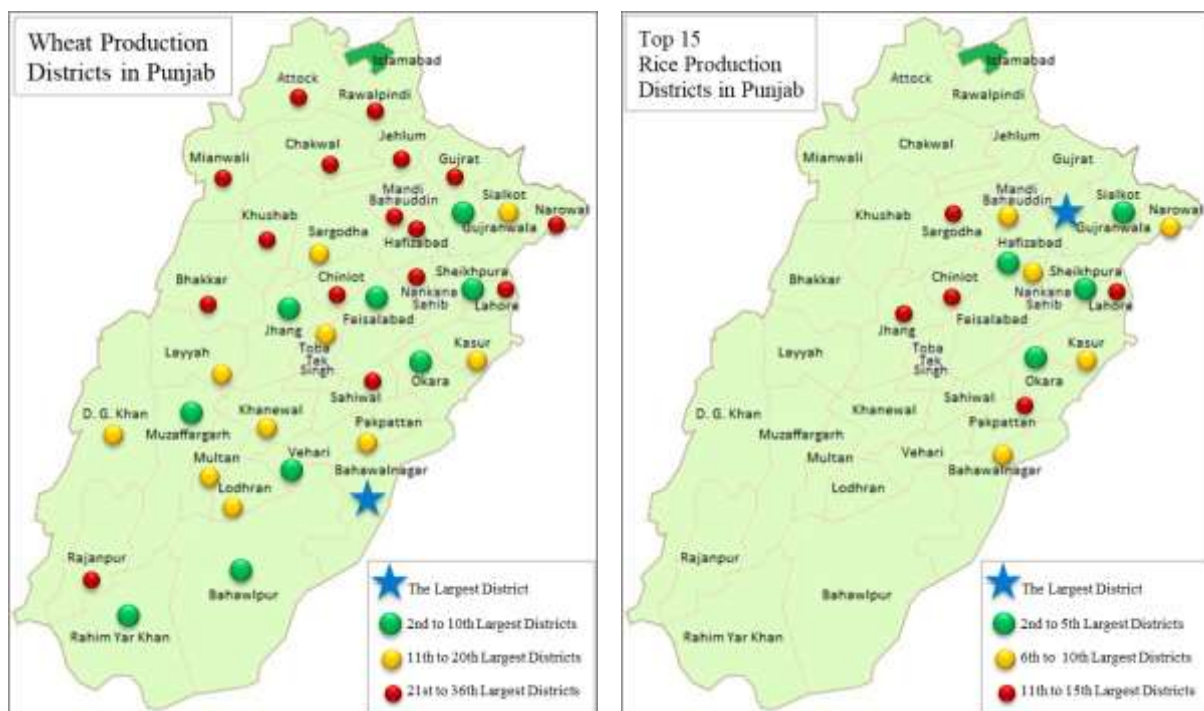 Wheat Production
Districts in Punjab
Islamabad
Attock
Rawalpindi
Chakwal
Jehlum
Mianwali
Gujrat
Mandi
Bahauddin
Sialkot
Narowal
Khushab
Sargodha
Gujranwala
Hafizabad
Bhakkar
Chiniot
Sheikhpura
Nankana
Sahib
Lahore
Jhang
Faisalabad
Layyah
Toba
Tek
Singh
Kasur
Okara
Sahiwal
D. G. Khan
Khanewal
Muzaffargarh
Pakpattan
Multan
Vehari
Bahawalnagar
Lodhran
Rajanpur
Bahawlpur
Rahim Yar Khan
The Largest District
2nd to 10th Largest Districts
11th to 20th Largest Districts
21st to 36th Largest Districts
Top 15
Rice Production
Districts in Punjab
Islamabad
Attock
Rawalpindi
Chakwal
Jehlum
Mianwali
Gujrat
Mandi
Bahauddin
Sialkot
Narowal
Khushab
Sargodha
Gujranwala
Hafizabad
Bhakkar
Chiniot
Sheikhpura
Nankana
Sahib
Lahore
Jhang
Faisalabad
Layyah
Toba
Tek
Singh
Kasur
Okara
Sahiwal
D. G. Khan
Khanewal
Muzaffargarh
Pakpattan
Multan
Vehari
Bahawalnagar
Lodhran
Rajanpur
Bahawlpur
Rahim Yar Khan
The Largest District
2nd to 5th Largest Districts
6th to 10th Largest Districts
11th to 15th Largest Districts